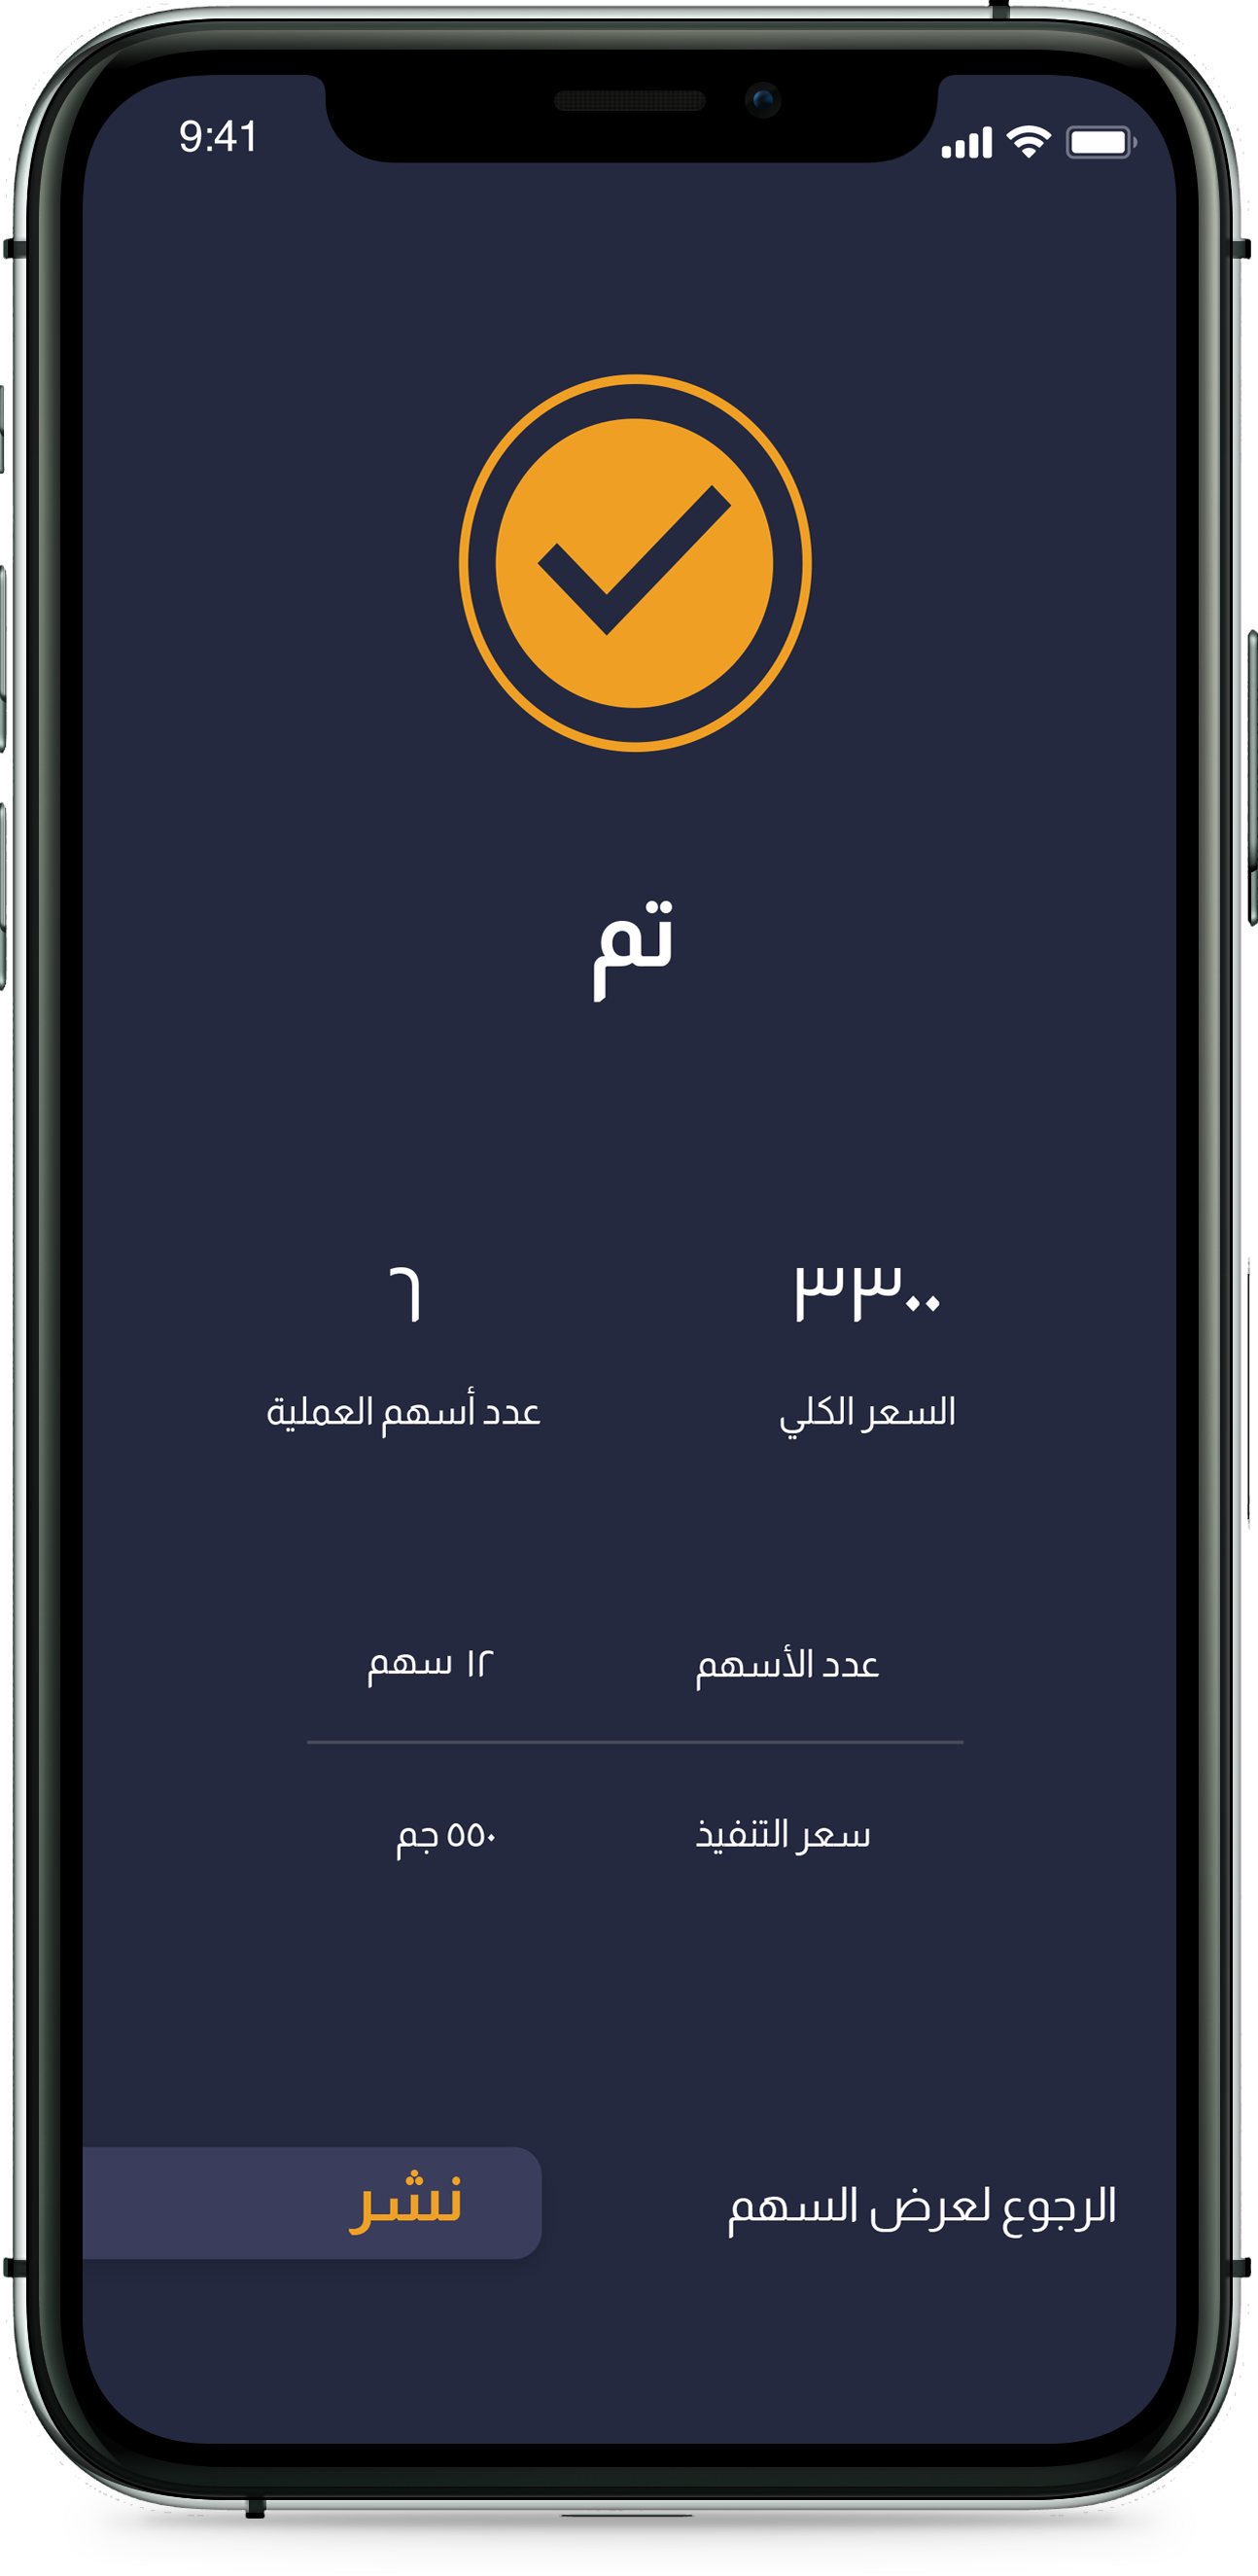 9:41
تم
٣٣٠٠
السعر الكلي
٦
عدد أسهم العملية
عدد الأسهم
١٢ سهم
سعر التنفيذ
٥٥٠ جم
الرجوع لعرض السهم
نشر